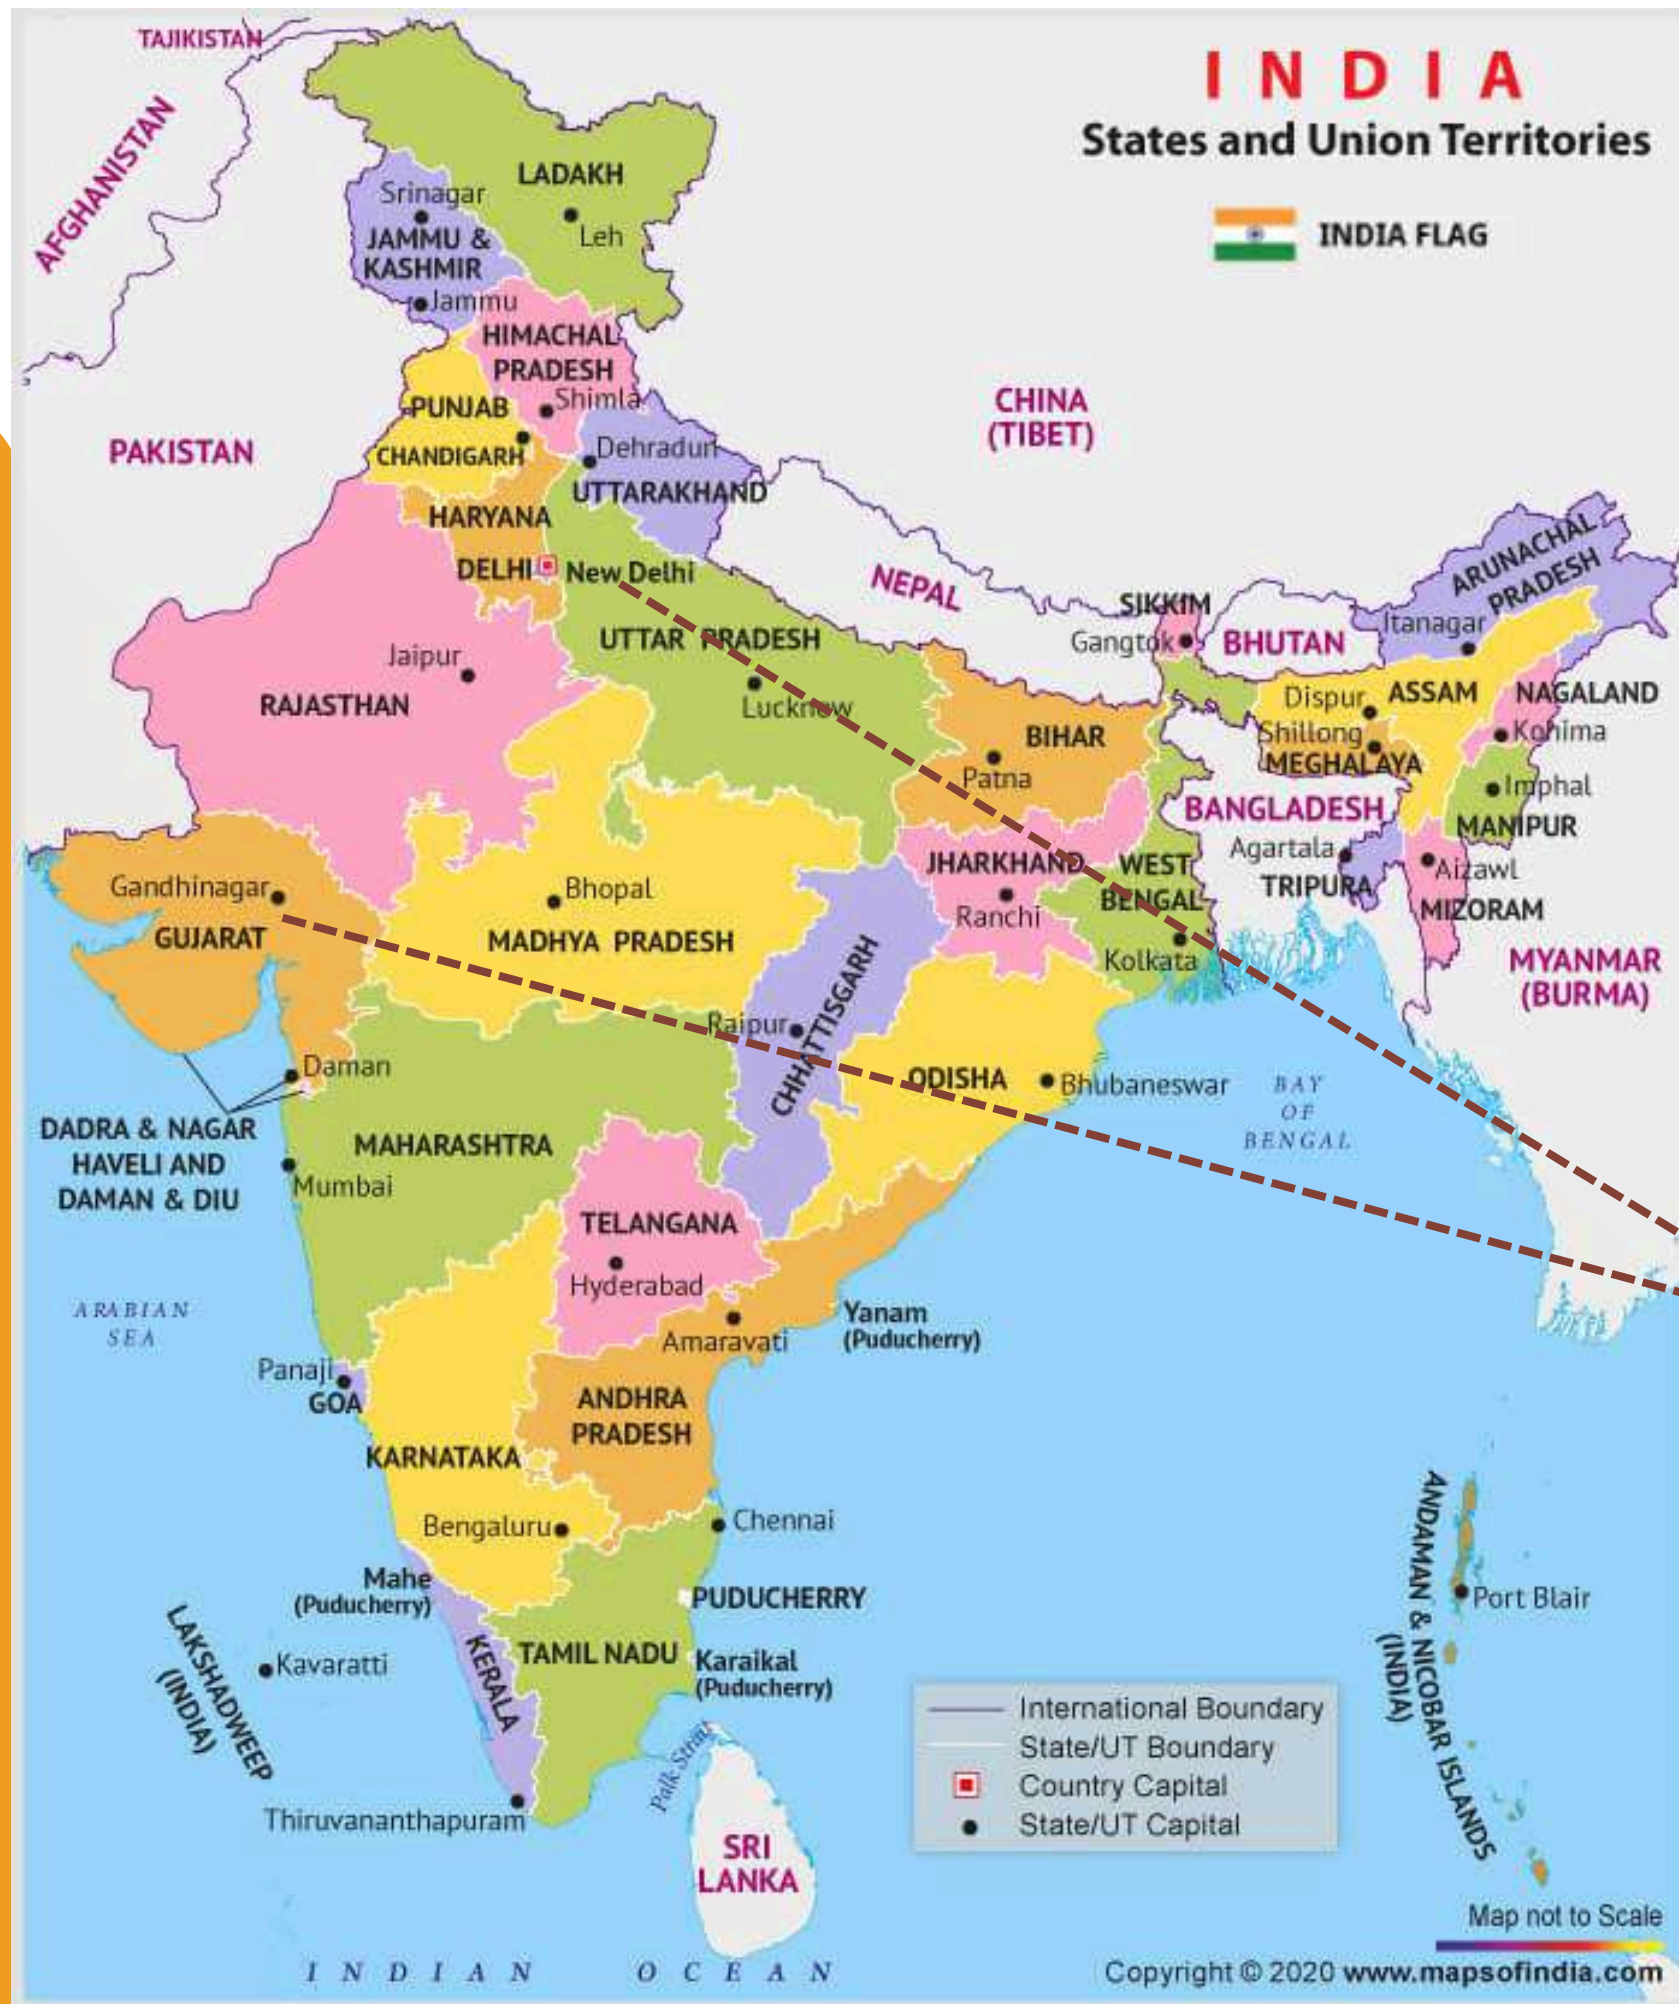 TAJIKISTAN
AFGHANISTAN
I N D I A
States and Union Territories
INDIA FLAG
LADAKH
Srinagar
Leh
JAMMU &
KASHMIR
Jammu
HIMACHAL
PRADESH
Shimla
PUNJAB
CHANDIGARH
Dehradun
UTTARAKHAND
PAKISTAN
CHINA
(TIBET)
HARYANA
DELHI
New Delhi
NEPAL
SIKKIM
Gangtok
BHUTAN
ARUNACHAL
PRADESH
Itanagar
UTTAR PRADESH
Lucknow
Jaipur
RAJASTHAN
BIHAR
Patna
Dispur
ASSAM
NAGALAND
Shillong
Kohima
MEGHALAYA
Imphal
MANIPUR
BANGLADESH
Agartala
TRIPURA
Aizawl
MIZORAM
MYANMAR
(BURMA)
JHARKHAND
Ranchi
WEST
BENGAL
Kolkata
Gandhinagar
GUJARAT
Bhopal
MADHYA PRADESH
Raipur
CHHATTISGARH
ODISHA
Bhubaneswar
BAY
OF
BENGAL
Daman
DADRA & NAGAR
HAVELI AND
DAMAN & DIU
MAHARASHTRA
Mumbai
TELANGANA
Hyderabad
ARABIAN
SEA
Amaravati
Yanam
(Puducherry)
Panaji
GOA
ANDHRA
PRADESH
KARNATAKA
Bengaluru
Chennai
Mahe
(Puducherry)
PUDUCHERRY
LAKSHADWEEP
(INDIA)
Kavaratti
KERALA
TAMIL NADU
Karaikal
(Puducherry)
Thiruvananthapuram
Palk Strait
SRI
LANKA
ANDAMAN & NICOBAR ISLANDS
(INDIA)
Port Blair
International Boundary
State/UT Boundary
Country Capital
State/UT Capital
Map not to Scale
I N D I A N O C E A N
Copyright © 2020 www.mapsofindia.com